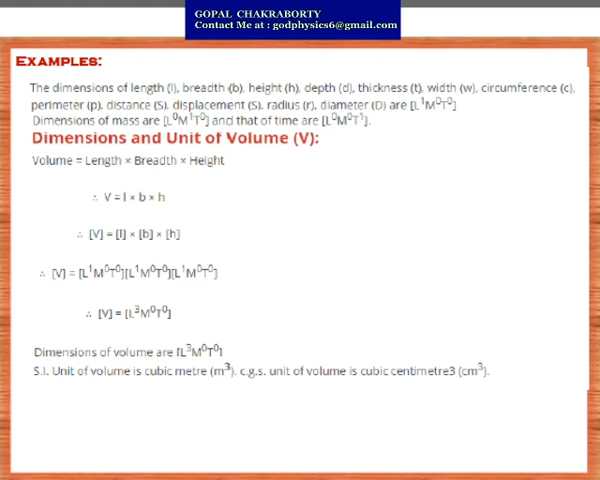 GOPAL CHAKRABORTY
Contact Me at : godphysics6@gmail.com
EXAMPLES:
The dimensions of length (l), breadth (b), height (h), depth (d), thickness (t), width (w), circumference (c),
perimeter (p), distance (S), displacement (S), radius (r), diameter (D) are [L¹M⁰T⁰]
Dimensions of mass are [L⁰M¹T⁰] and that of time are [L⁰M⁰T¹].
Dimensions and Unit of Volume (V):
Volume = Length × Breadth × Height
∴ V = l × b × h
∴ [V] = [l] × [b] × [h]
∴ [V] = [L¹M⁰T⁰][L¹M⁰T⁰][L¹M⁰T⁰]
∴ [V] = [L³M⁰T⁰]
Dimensions of volume are [L³M⁰T⁰]
S.I. Unit of volume is cubic metre (m³). c.g.s. unit of volume is cubic centimetre3 (cm³).